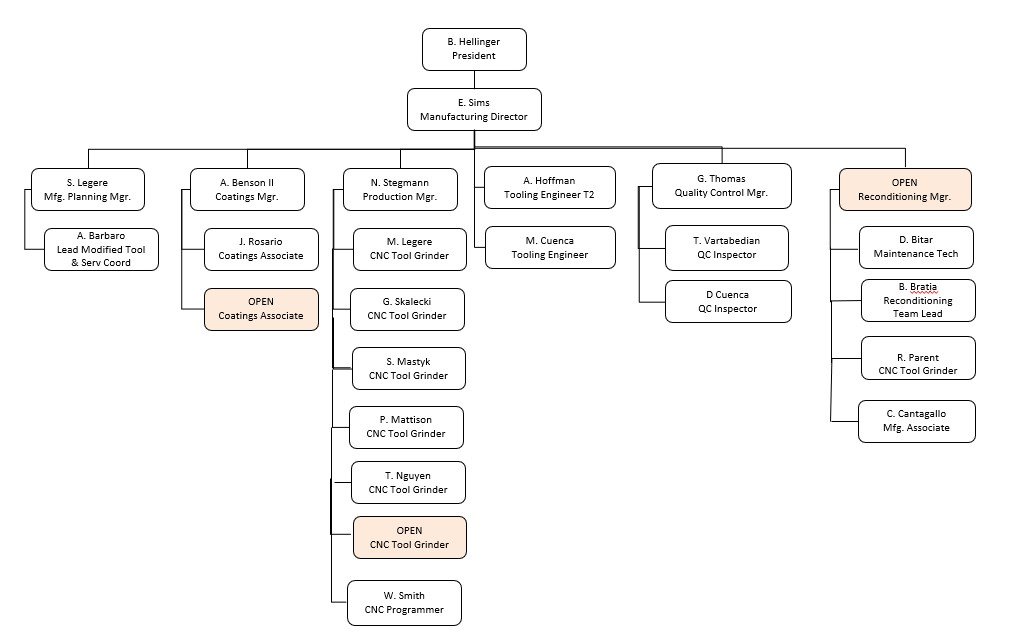 B. Hellinger
President
E. Sims
Manufacturing Director
S. Legere
Mfg. Planning Mgr.
A. Barbaro
Lead Modified Tool
& Serv Coord
A. Benson II
Coatings Mgr.
J. Rosario
Coatings Associate
OPEN
Coatings Associate
N. Stegmann
Production Mgr.
M. Legere
CNC Tool Grinder
G. Skalecki
CNC Tool Grinder
S. Mastyk
CNC Tool Grinder
P. Mattison
CNC Tool Grinder
T. Nguyen
CNC Tool Grinder
OPEN
CNC Tool Grinder
W. Smith
CNC Programmer
A. Hoffman
Tooling Engineer T2
M. Cuenca
Tooling Engineer
G. Thomas
Quality Control Mgr.
T. Vartabedian
QC Inspector
D Cuenca
QC Inspector
OPEN
Reconditioning Mgr.
D. Bitar
Maintenance Tech
B. Bratia
Reconditioning
Team Lead
R. Parent
CNC Tool Grinder
C. Cantagallo
Mfg. Associate